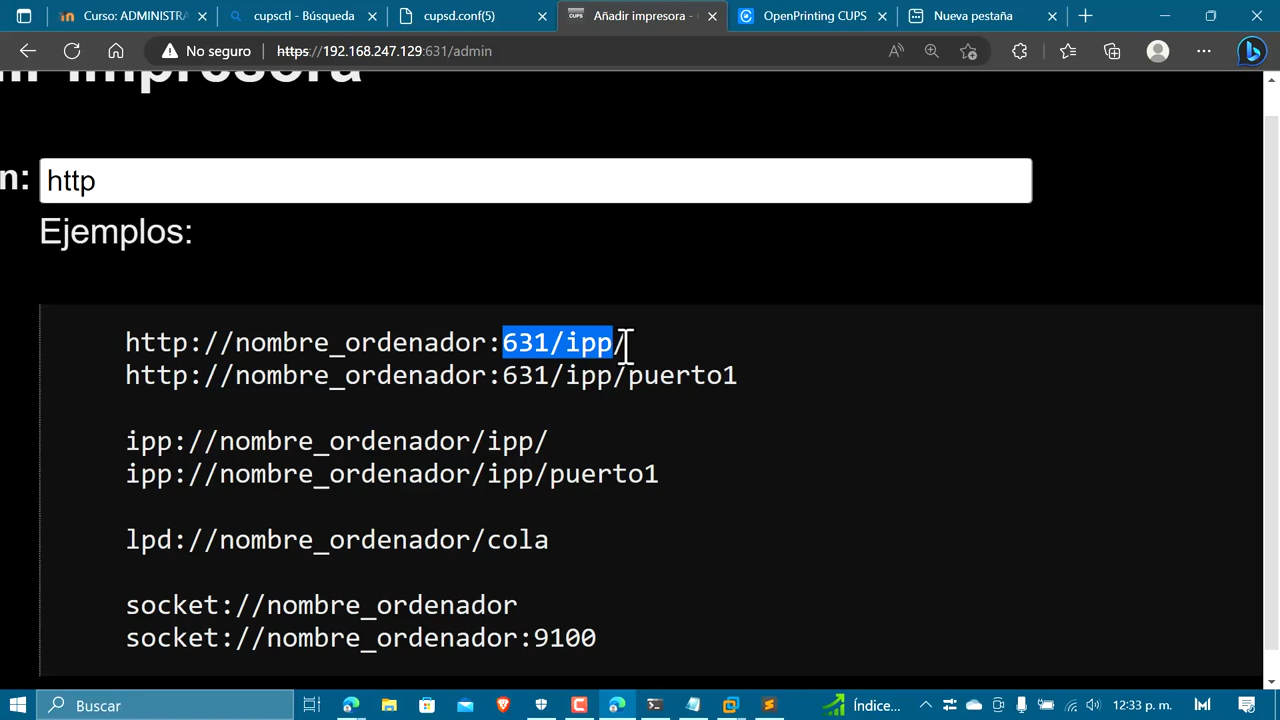 Curso: ADMINISTRA
cupsctl - Búsqueda
cupsd.conf(5)
CUPS
Añadir impresora -
OpenPrinting CUPS
Nueva pestaña
No seguro
https://192.168.247.129:631/admin
impresora
n:
http
Ejemplos:
http://nombre_ordenador:631/ipp/
http://nombre_ordenador:631/ipp/puerto1
ipp://nombre_ordenador/ipp/
ipp://nombre_ordenador/ipp/puerto1
lpd://nombre_ordenador/cola
socket://nombre_ordenador
socket://nombre_ordenador:9100
Buscar
Índice...
12:33 p. m.